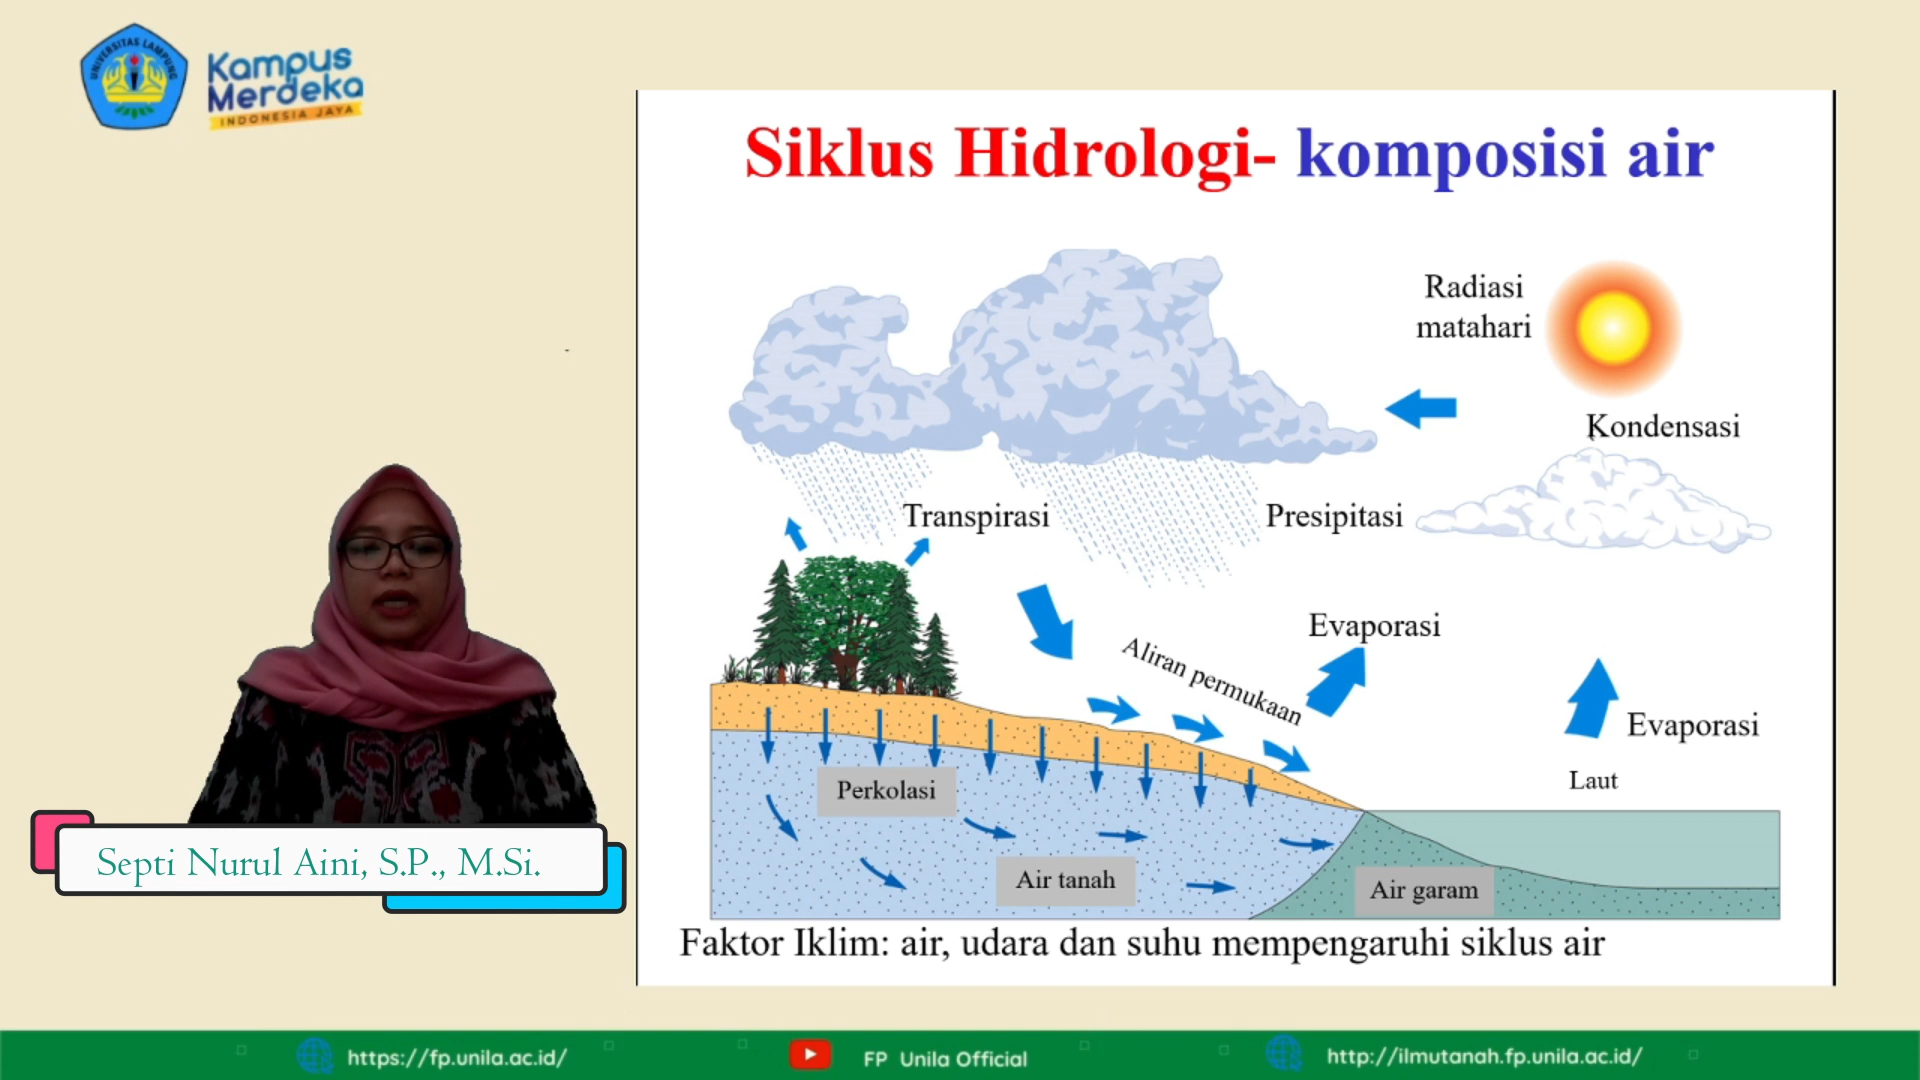 UNIVERSITAS LAMPUNG
Kampus
Merdeka
INDONESIA JAYA
Siklus Hidrologi- komposisi air
Radiasi
matahari
Kondensasi
Transpirasi
Presipitasi
Evaporasi
Aliran permukaan
Evaporasi
Laut
Perkolasi
Air tanah
Air garam
Faktor Iklim: air, udara dan suhu mempengaruhi siklus air
Septi Nurul Aini, S.P., M.Si.
https://fp.unila.ac.id/
FP Unila Official
http://ilmutanah.fp.unila.ac.id/